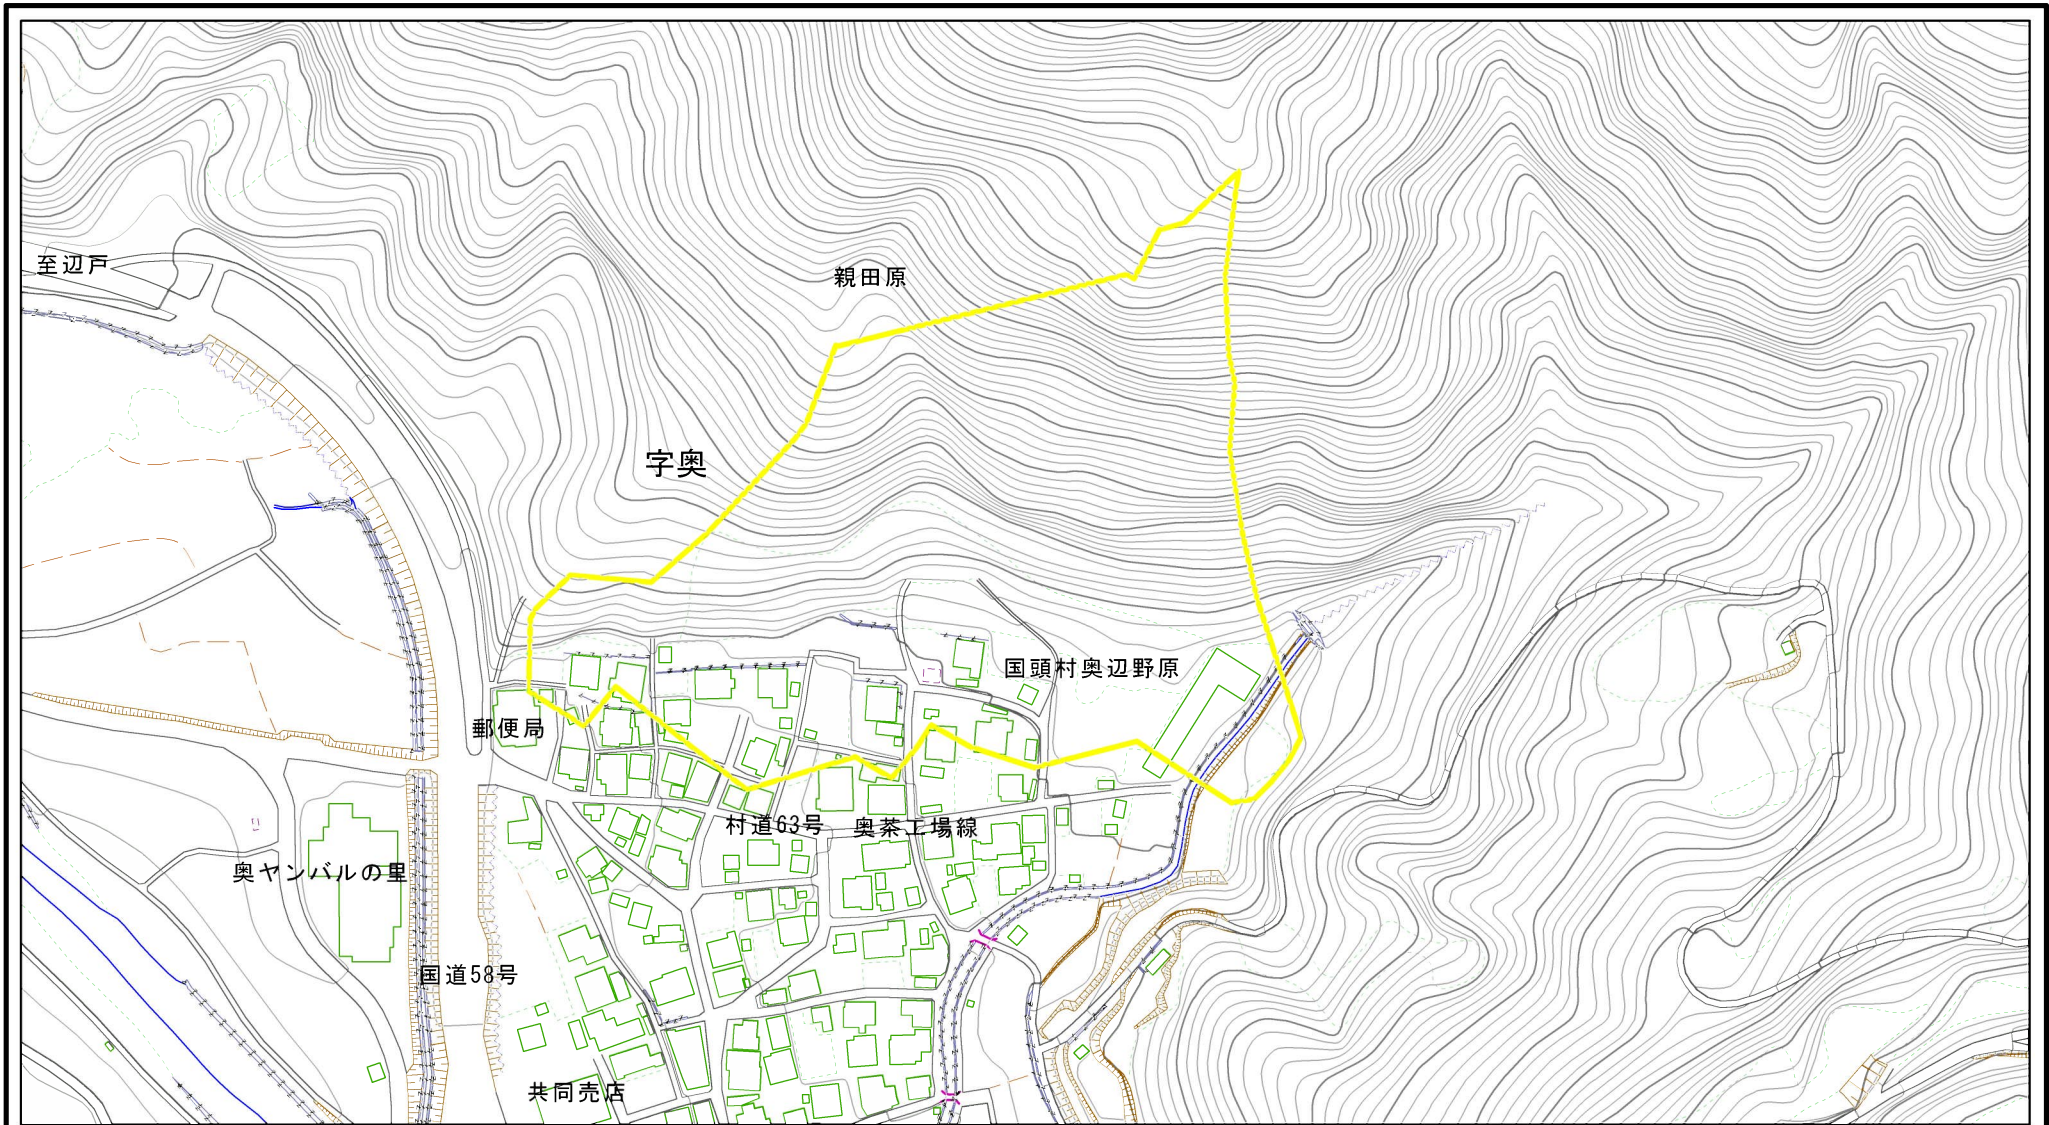 至辺戸
親田原
字奥
国頭村奥辺野原
郵便局
村道63号 奥茶工場線
奥ヤンバルの里
国道58号
共同売店